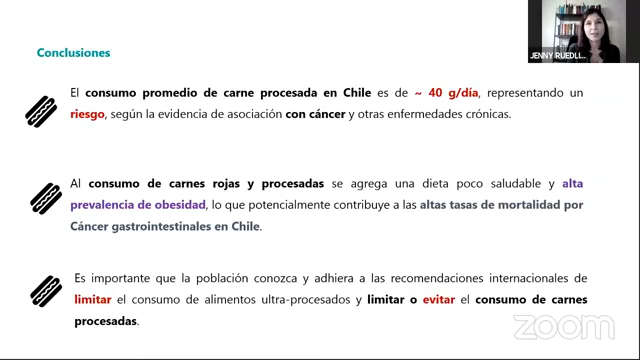 JENNY RUEDLI...
Conclusiones
El consumo promedio de carne procesada en Chile es de ~ 40 g/día, representando un
riesgo, según la evidencia de asociación con cáncer y otras enfermedades crónicas.
Al consumo de carnes rojas y procesadas se agrega una dieta poco saludable y alta
prevalencia de obesidad, lo que potencialmente contribuye a las altas tasas de mortalidad por
Cáncer gastrointestinales en Chile.
Es importante que la población conozca y adhiera a las recomendaciones internacionales de
limitar el consumo de alimentos ultra-procesados y limitar o evitar el consumo de carnes
procesadas.
zoom